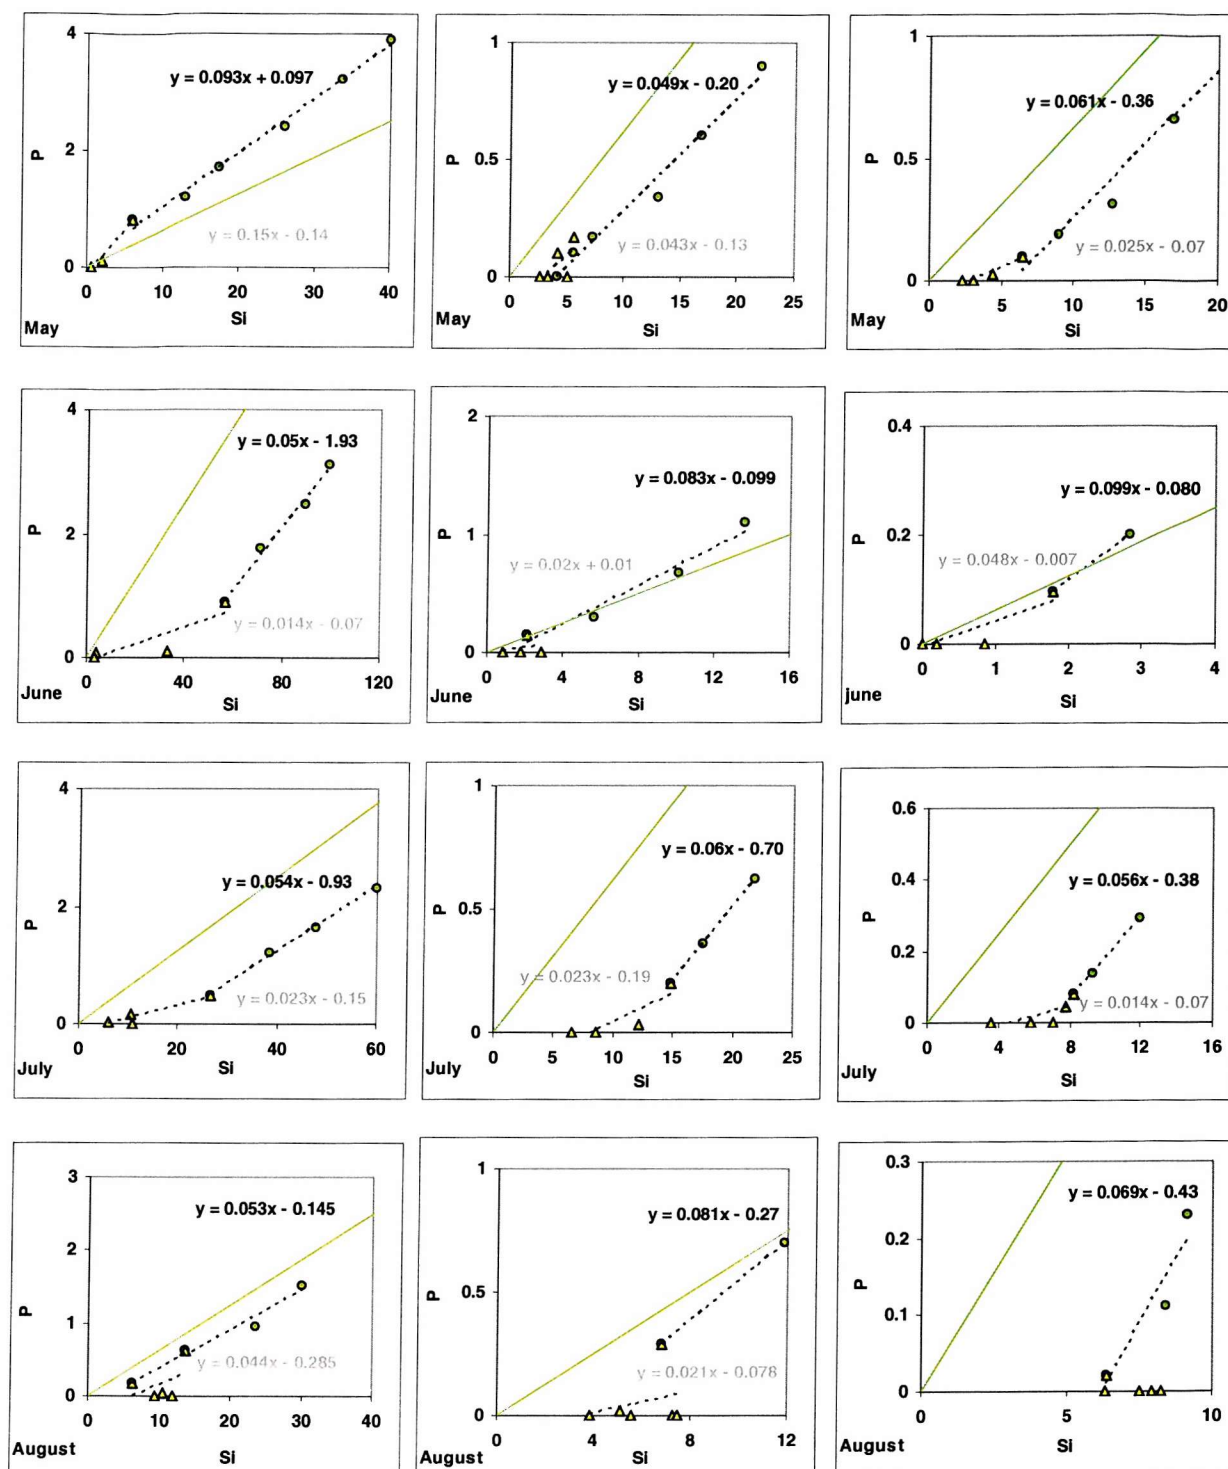 4
y = 0.093x + 0.097
P
2
y = 0.15x - 0.14
0
0 10 20 30 40
Si
May
1
y = 0.049x - 0.20
P
0.5
y = 0.043x - 0.13
0
0 5 10 15 20 25
Si
May
1
y = 0.061x - 0.36
P
0.5
y = 0.025x - 0.07
0
0 5 10 15 20
Si
May
4
y = 0.05x - 1.93
P
2
y = 0.014x - 0.07
0
0 40 80 120
Si
June
2
y = 0.083x - 0.099
P
1
y = 0.02x + 0.01
0
0 4 8 12 16
Si
June
0.4
y = 0.099x - 0.080
P
0.2
y = 0.048x - 0.007
0
0 1 2 3 4
Si
june
4
y = 0.054x - 0.93
P
2
y = 0.023x - 0.15
0
0 20 40 60
Si
July
1
y = 0.06x - 0.70
P
0.5
y = 0.023x - 0.19
0
0 5 10 15 20 25
Si
July
0.6
0.4
y = 0.056x - 0.38
P
0.2
y = 0.014x - 0.07
0
0 4 8 12 16
Si
July
3
y = 0.053x - 0.145
2
P
1
y = 0.044x - 0.285
0
0 10 20 30 40
Si
August
1
y = 0.081x - 0.27
P
0.5
y = 0.021x - 0.078
0
0 4 8 12
Si
August
0.3
y = 0.069x - 0.43
0.2
P
0.1
0
0 5 10
Si
August